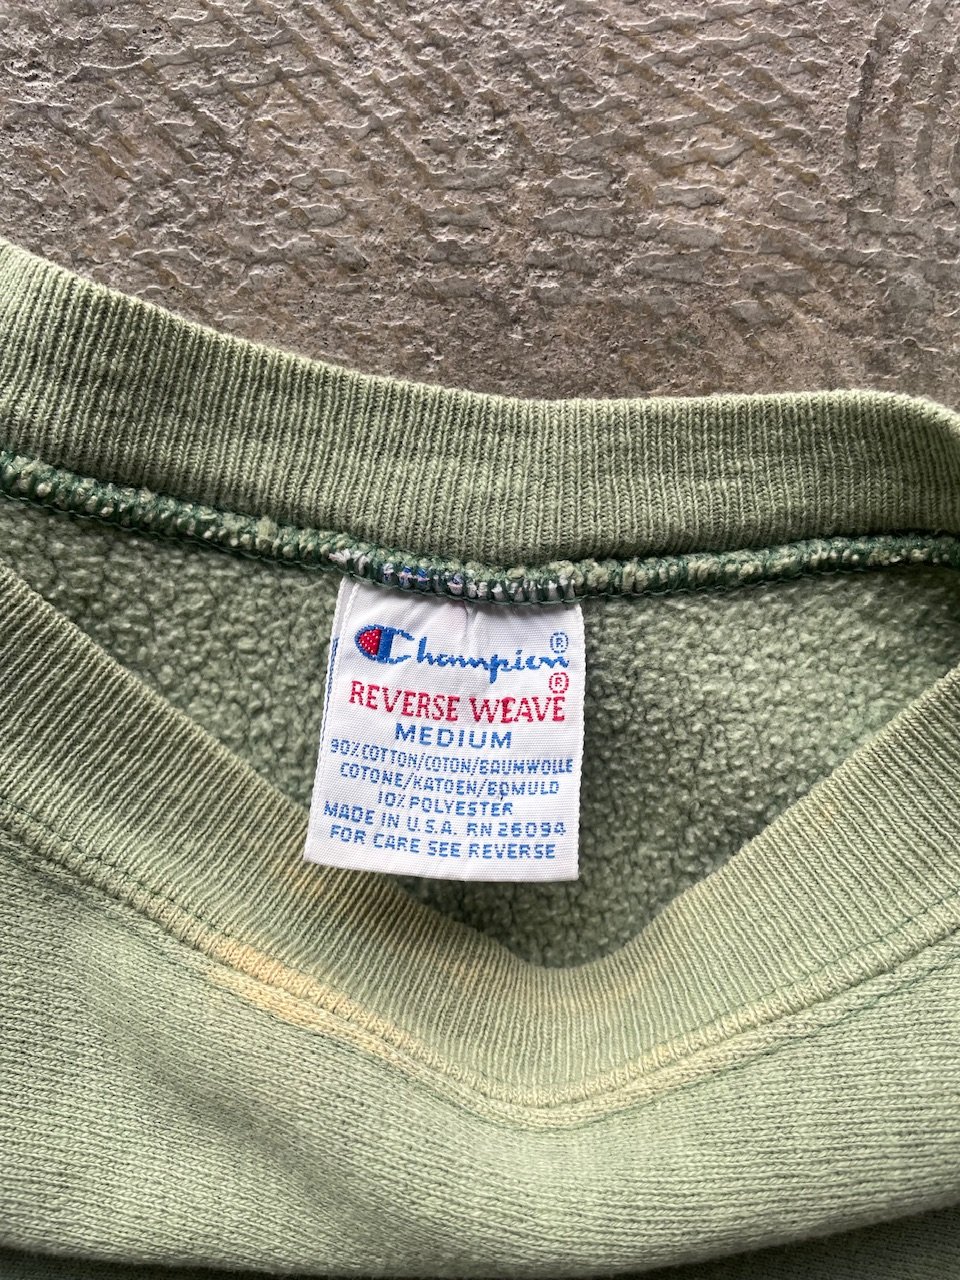 Champion®
REVERSE WEAVE®
MEDIUM
90% COTTON/COTON/BAUMWOLLE
COTONE/KATOEN/BOMULD
10% POLYESTER
MADE IN U.S.A. RN 26094
FOR CARE SEE REVERSE